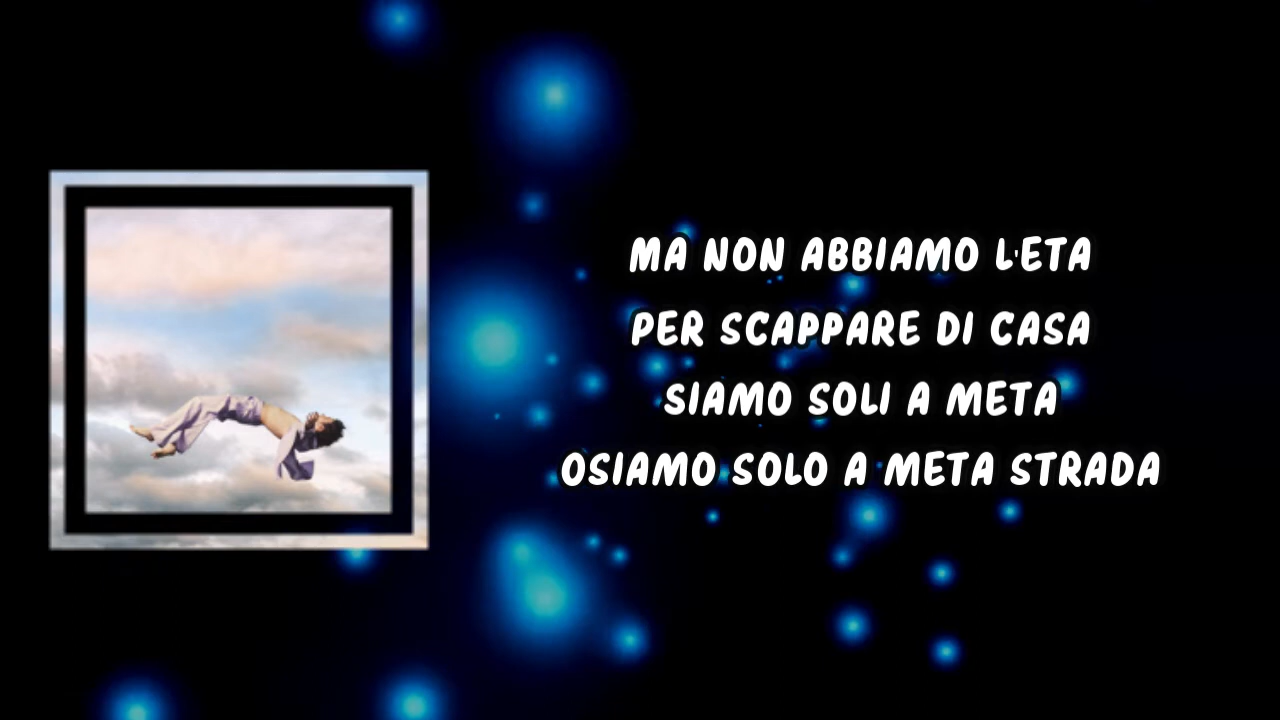 MA NON ABBIAMO L'ETA
PER SCAPPARE DI CASA
SIAMO SOLI A META
OSIAMO SOLO A META STRADA